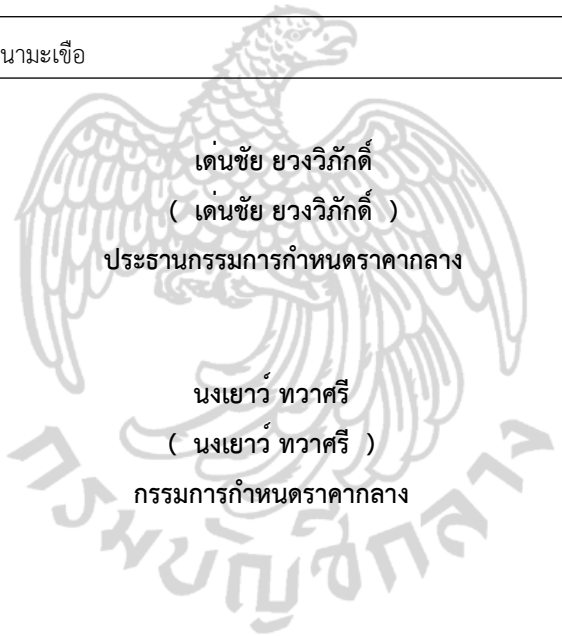 นามะเขือ
เด่นชัย ยวงวิภักดิ์
( เด่นชัย ยวงวิภักดิ์ )
ประธานกรรมการกำหนดราคากลาง
นงเยาว์ ทวาศรี
( นงเยาว์ ทวาศรี )
กรรมการกำหนดราคากลาง
กรมบัญชีกลาง